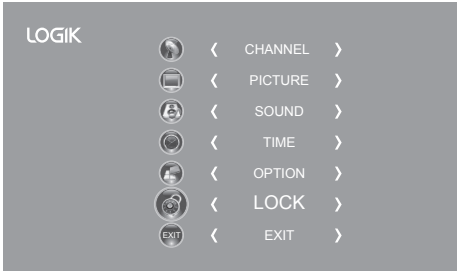 LOGIK
CHANNEL
PICTURE
SOUND
TIME
OPTION
LOCK
EXIT EXIT